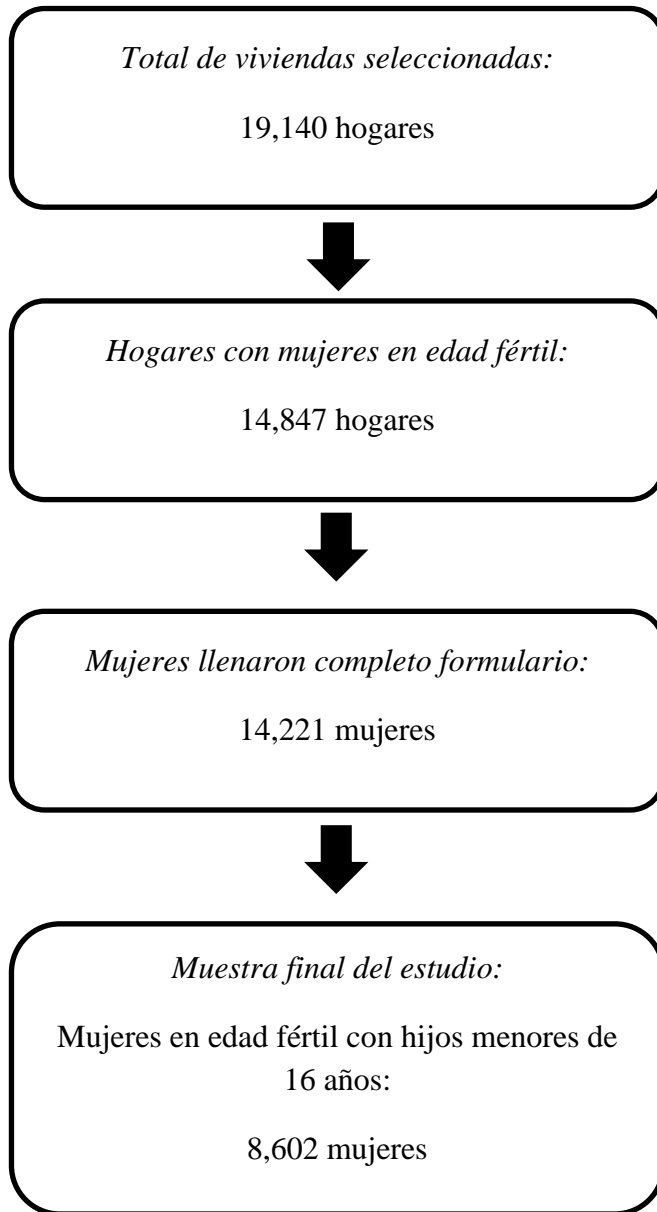 Total de viviendas seleccionadas:
19,140 hogares
Hogares con mujeres en edad fértil:
14,847 hogares
Mujeres llenaron completo formulario:
14,221 mujeres
Muestra final del estudio:
Mujeres en edad fértil con hijos menores de
16 años:
8,602 mujeres